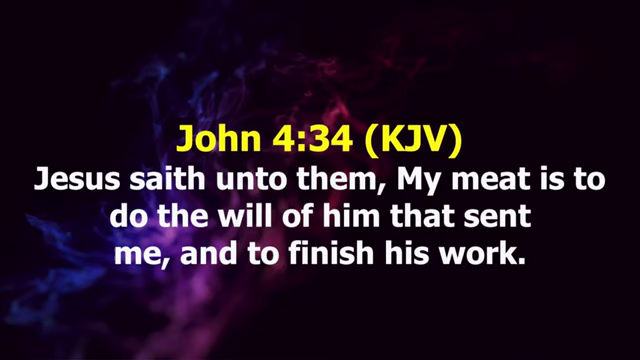 John 4:34 (KJV)
Jesus saith unto them, My meat is to
do the will of him that sent
me, and to finish his work.